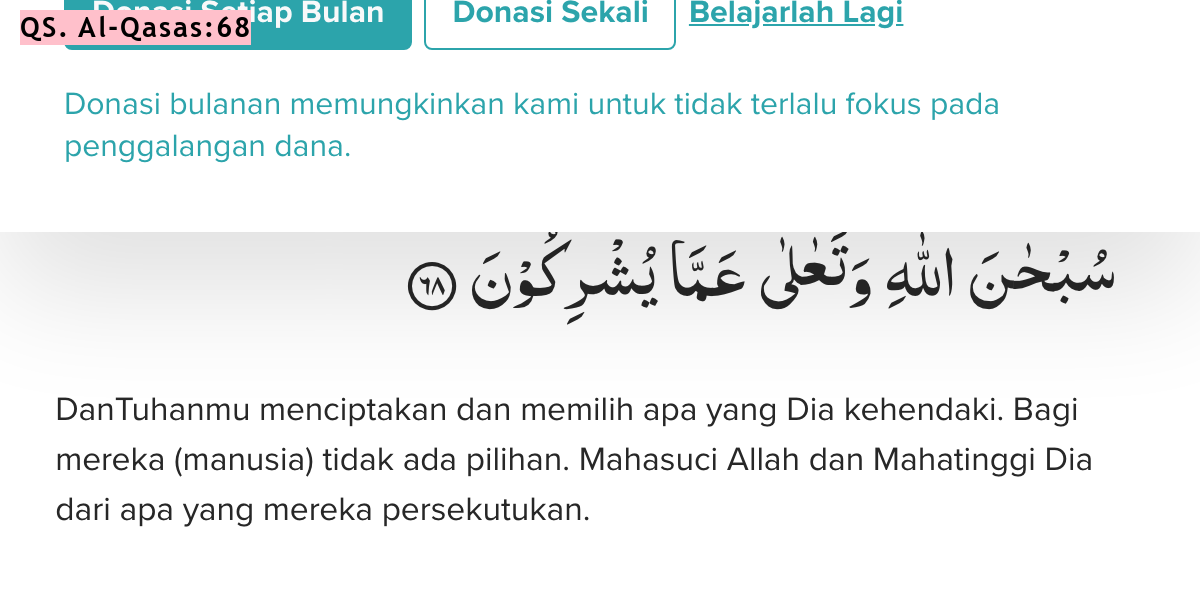 Donasi Setiap Bulan Donasi Sekali Belajarlah Lagi
QS. Al-Qasas:68
Donasi bulanan memungkinkan kami untuk tidak terlalu fokus pada
penggalangan dana.
سُبْحٰنَ اللّٰهِ وَتَعٰلٰى عَمَّا يُشْرِكُوْنَ ٦٨
DanTuhanmu menciptakan dan memilih apa yang Dia kehendaki. Bagi
mereka (manusia) tidak ada pilihan. Mahasuci Allah dan Mahatinggi Dia
dari apa yang mereka persekutukan.